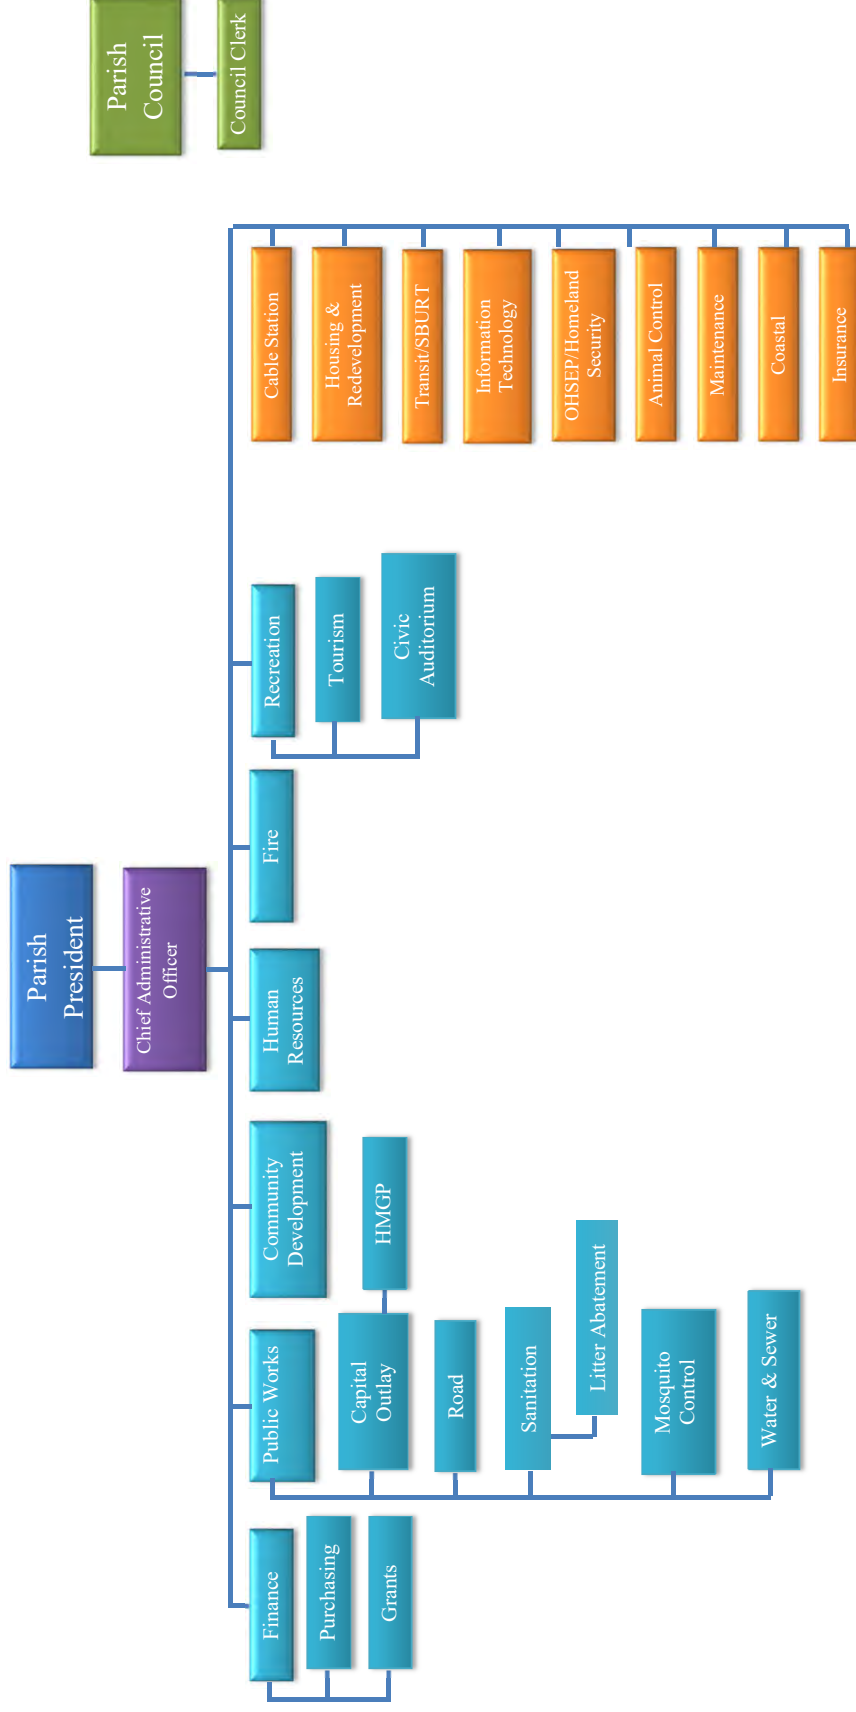 Parish
President
Chief Administrative
Officer
Parish
Council
Council Clerk
Finance
Purchasing
Grants
Public Works
Capital
Outlay
HMGP
Road
Sanitation
Litter Abatement
Mosquito
Control
Water & Sewer
Community
Development
Human
Resources
Fire
Recreation
Tourism
Civic
Auditorium
Cable Station
Housing &
Redevelopment
Transit/SBURT
Information
Technology
OHSEP/Homeland
Security
Animal Control
Maintenance
Coastal
Insurance